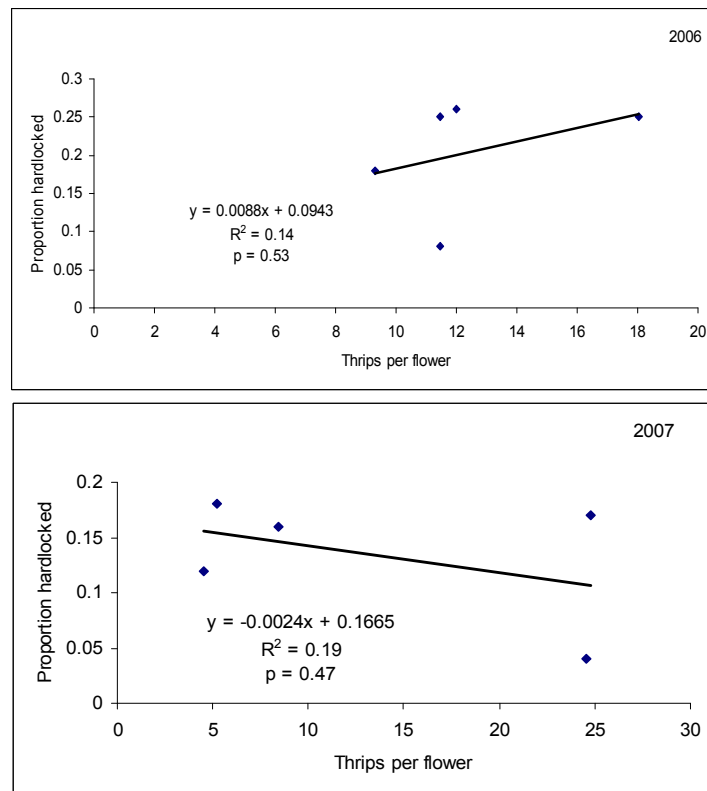 2006
Proportion hardlocked
0.3
0.25
0.2
0.15
0.1
0.05
0
y = 0.0088x + 0.0943
R² = 0.14
p = 0.53
0 2 4 6 8 10 12 14 16 18 20
Thrips per flower
2007
Proportion hardlocked
0.2
0.15
0.1
0.05
0
y = -0.0024x + 0.1665
R² = 0.19
p = 0.47
0 5 10 15 20 25 30
Thrips per flower